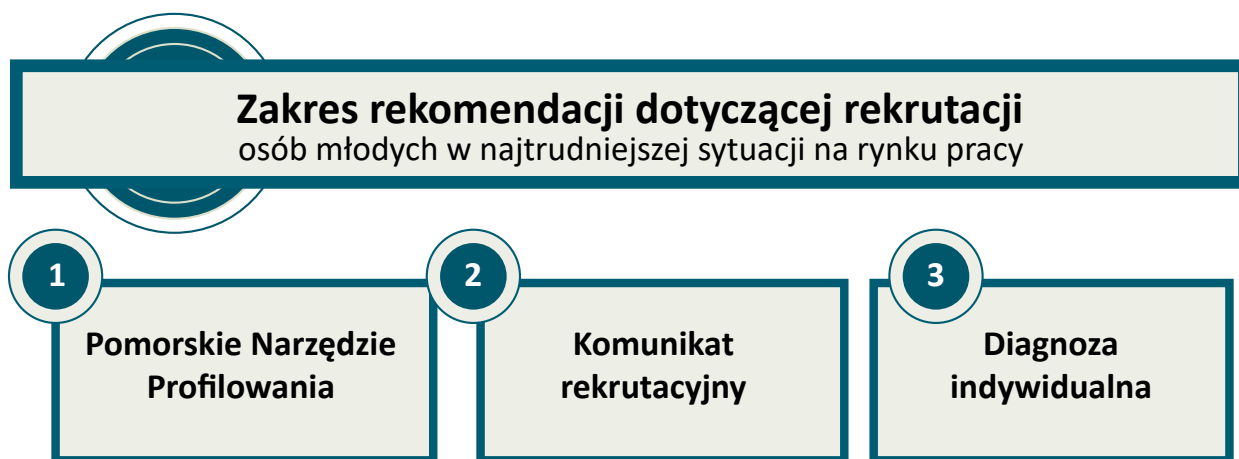 Zakres rekomendacji dotyczącej rekrutacji
osób młodych w najtrudniejszej sytuacji na rynku pracy
1
Pomorskie Narzędzie
Profilowania
2
Komunikat
rekrutacyjny
3
Diagnoza
indywidualna